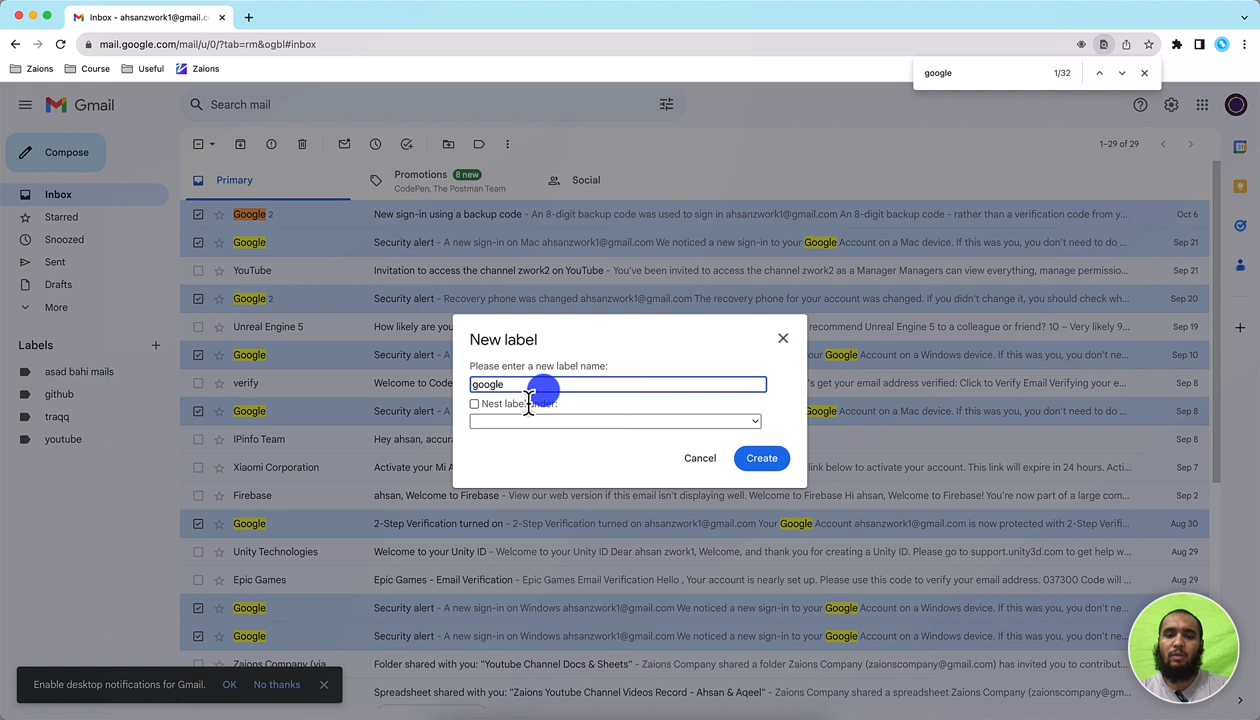 Inbox - ahsanzwork1@gmail.c
mail.google.com/mail/u/0/?tab=rm&ogbl#inbox
Zaions Course Useful Zaions
google 1/32
Gmail Search mail
Compose
1–29 of 29
Inbox
Starred
Snoozed
Sent
Drafts
More
Labels
asad bahi mails
github
traqq
youtube
Primary
Promotions 8 new
CodePen, The Postman Team
Social
Google 2 New sign-in using a backup code - An 8-digit backup code was used to sign in ahsanzwork1@gmail.com An 8-digit backup code - rather than a verification code from y… Oct 6
Google Security alert - A new sign-in on Mac ahsanzwork1@gmail.com We noticed a new sign-in to your Google Account on a Mac device. If this was you, you don't need to do … Sep 21
YouTube Invitation to access the channel zwork2 on YouTube - You've been invited to access the channel zwork2 as a Manager Managers can view everything, manage permissio… Sep 21
Google 2 Security alert - Recovery phone was changed ahsanzwork1@gmail.com The recovery phone for your account was changed. If you didn't change it, you should check wh… Sep 20
Unreal Engine 5 How likely are you recommend Unreal Engine 5 to a colleague or friend? 10 – Very likely 9… Sep 19
Google Security alert Google Account on a Windows device. If this was you, you don't ne… Sep 10
verify Welcome to Code 's get your email address verified: Click to Verify Email Verifying your e… Sep 8
Google Security alert Google Account on a Windows device. If this was you, you don't ne… Sep 8
IPinfo Team Hey ahsan, accura Sep 8
Xiaomi Corporation Activate your Mi A link below to activate your account. This link will expire in 24 hours. Acti… Sep 7
Firebase ahsan, Welcome to Firebase - View our web version if this email isn't displaying well. Welcome to Firebase Hi ahsan, Welcome to Firebase! You're now part of a large com… Sep 2
Google 2-Step Verification turned on - 2-Step Verification turned on ahsanzwork1@gmail.com Your Google Account ahsanzwork1@gmail.com is now protected with 2-Step Verifi… Aug 30
Unity Technologies Welcome to your Unity ID - Welcome to your Unity ID Dear ahsan zwork1, Welcome, and thank you for creating a Unity ID. Please go to support.unity3d.com to get help w… Aug 29
Epic Games Epic Games - Email Verification - Epic Games Email Verification Hello , Your account is nearly set up. Please use this code to verify your email address. 037300 Code will … Aug 29
Google Security alert - A new sign-in on Windows ahsanzwork1@gmail.com We noticed a new sign-in to your Google Account on a Windows device. If this was you, you don't ne…
Google Security alert - A new sign-in on Windows ahsanzwork1@gmail.com We noticed a new sign-in to your Google Account on a Windows device. If this was you, you don't ne…
Zaions Company (via Folder shared with you: "Youtube Channel Docs & Sheets" - Zaions Company shared a folder Zaions Company (zaionscompany@gmail.com) has invited you to contribut…
Spreadsheet shared with you: "Zaions Youtube Channel Videos Record - Ahsan & Aqeel" - Zaions Company shared a spreadsheet Zaions Company (zaionscompany@gm…
New label
Please enter a new label name:
google
Nest label under:
Cancel Create
Enable desktop notifications for Gmail. OK No thanks